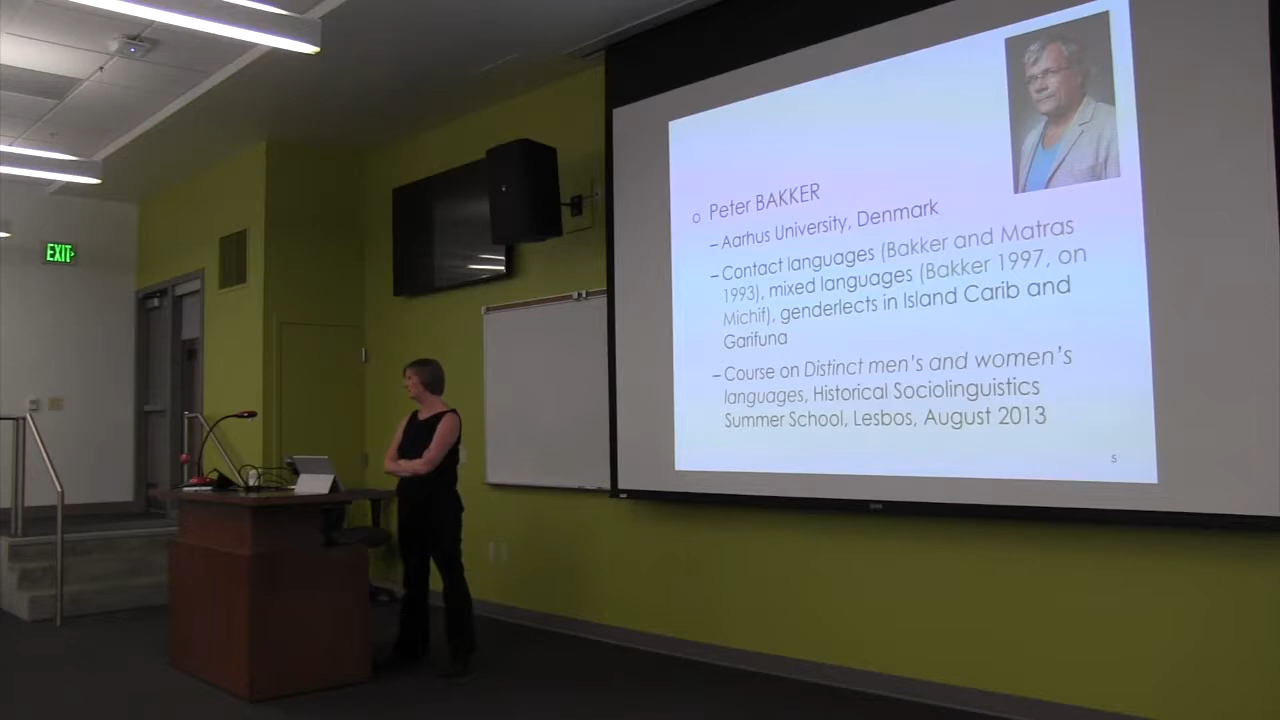 EXIT
Peter BAKKER
– Aarhus University, Denmark
– Contact languages (Bakker and Matras
1993), mixed languages (Bakker 1997, on
Michif), genderlects in Island Carib and
Garifuna
– Course on Distinct men's and women's
languages, Historical Sociolinguistics
Summer School, Lesbos, August 2013
5